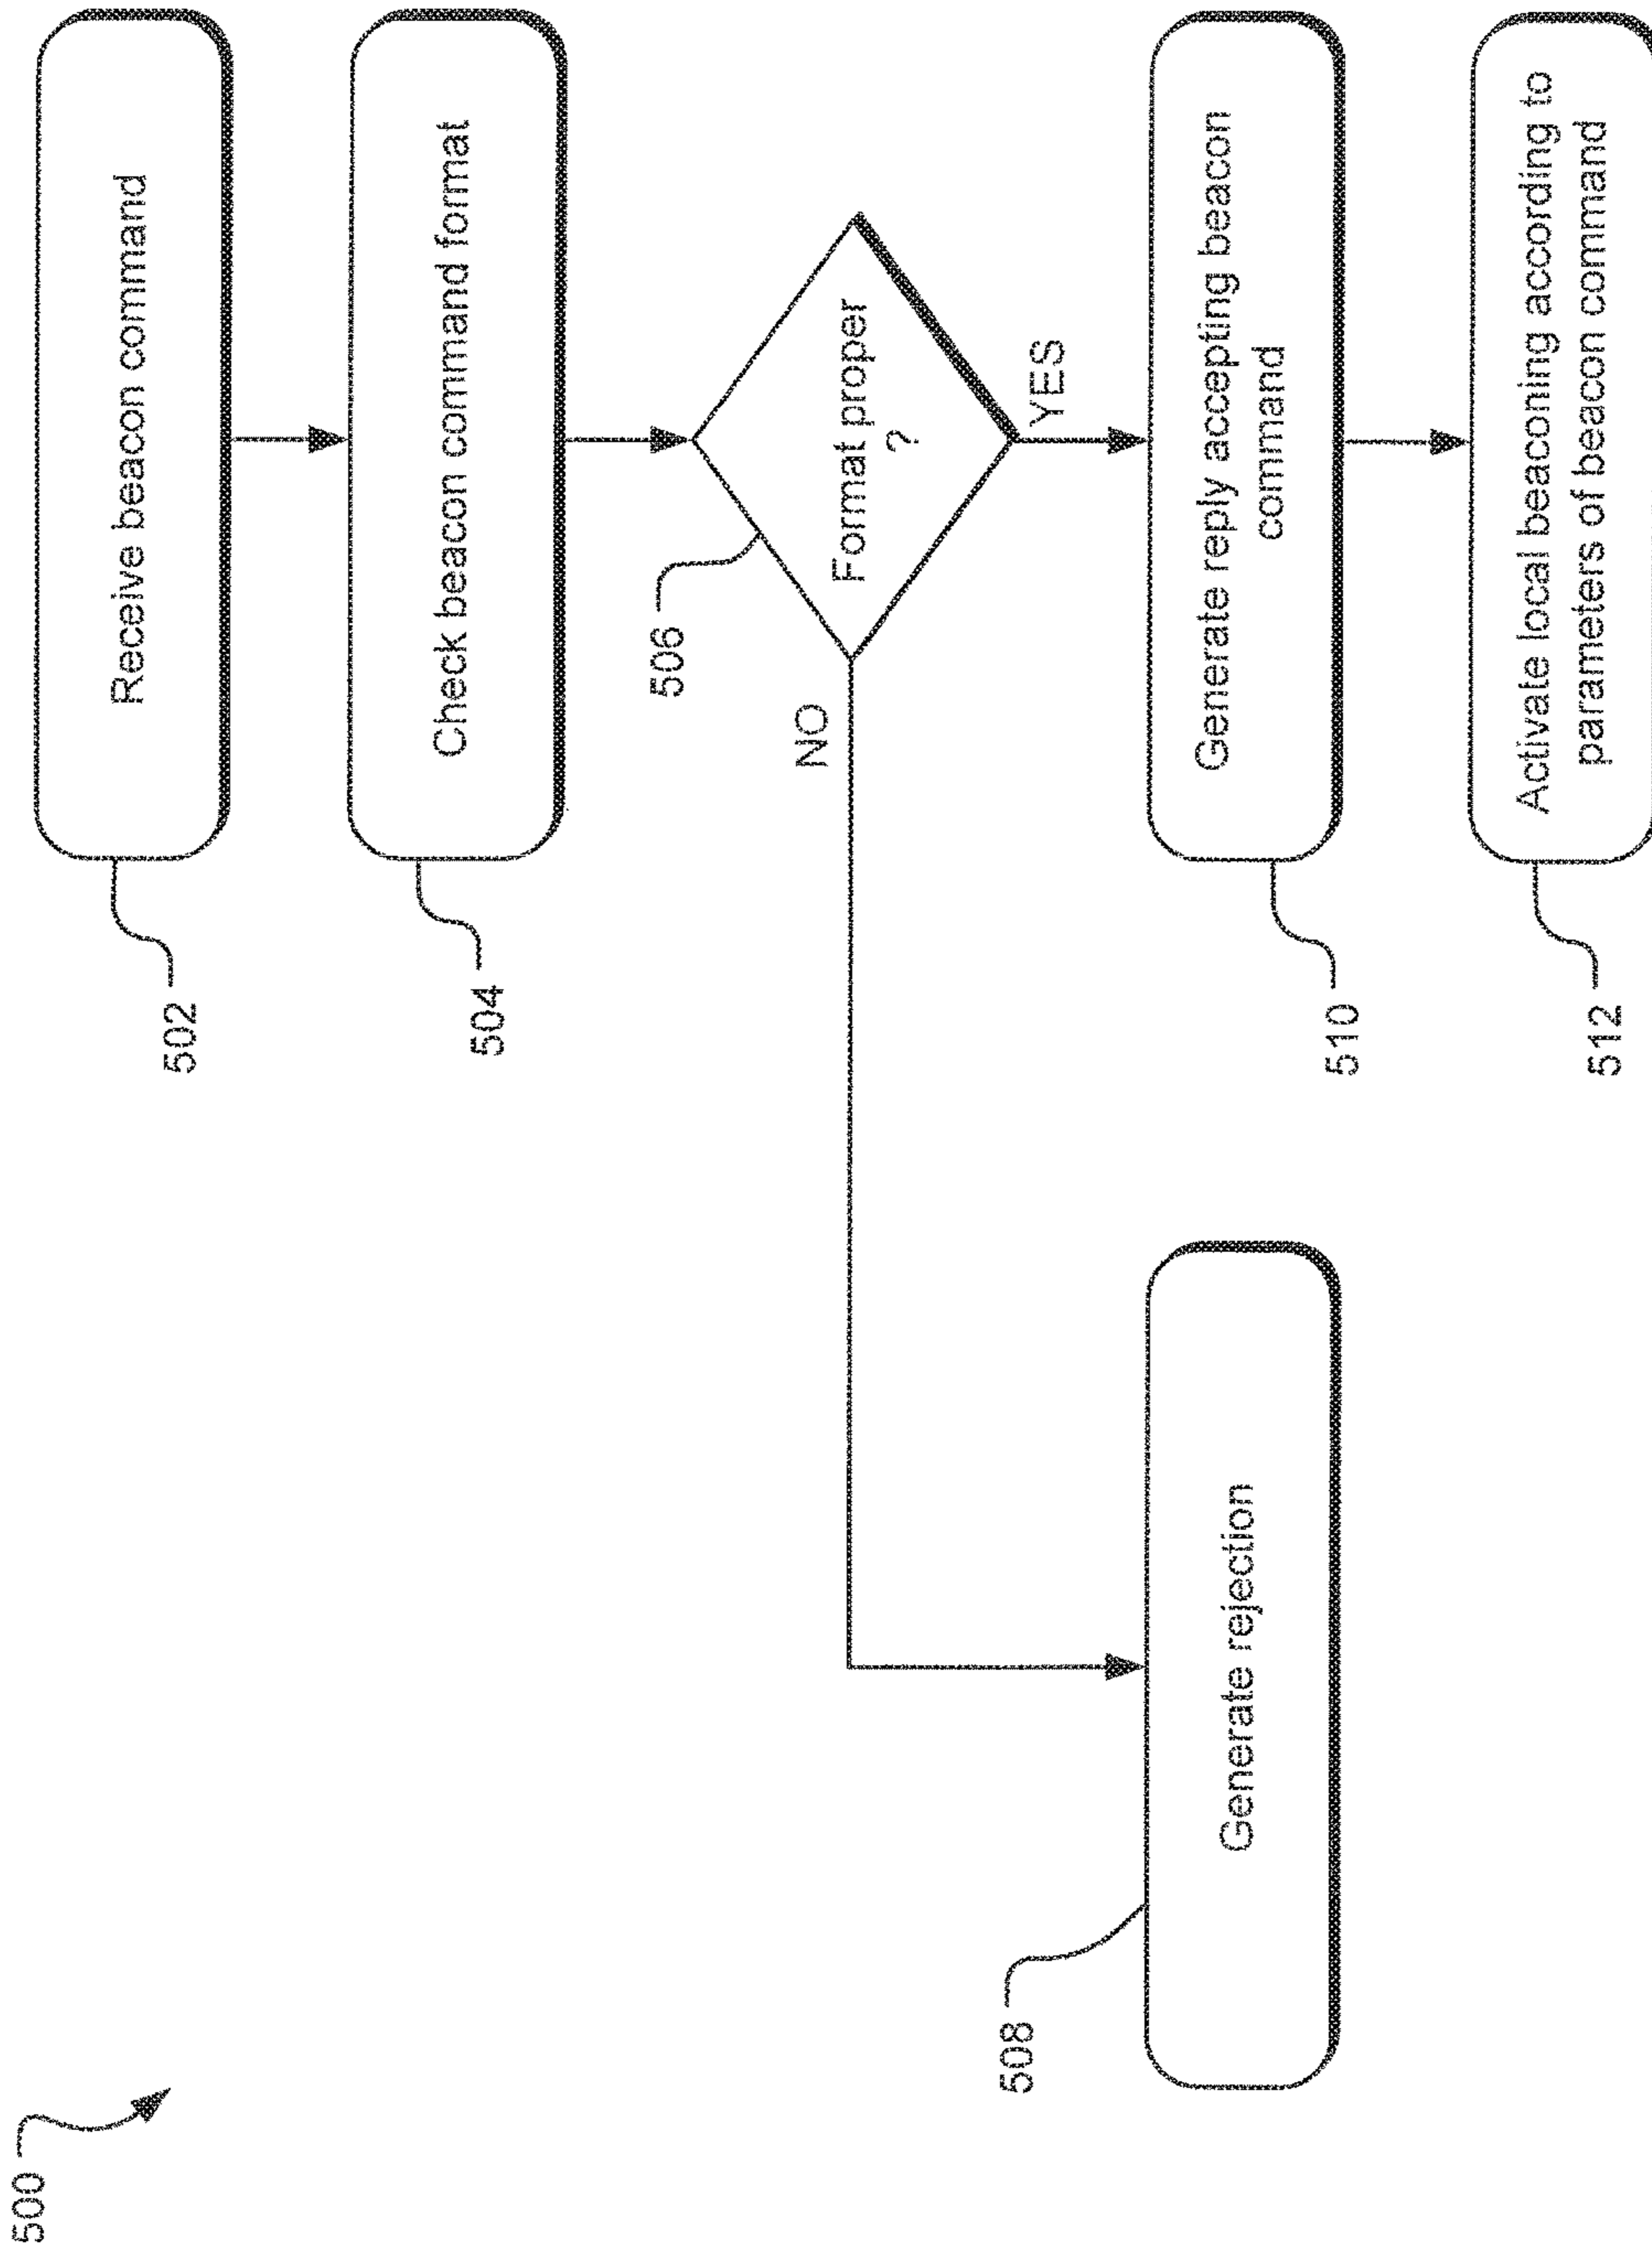 500
502
Receive beacon command
504
Check beacon command format
506
Format proper
?
NO
YES
508
Generate rejection
510
Generate reply accepting beacon
command
512
Activate local beaconing according to
parameters of beacon command